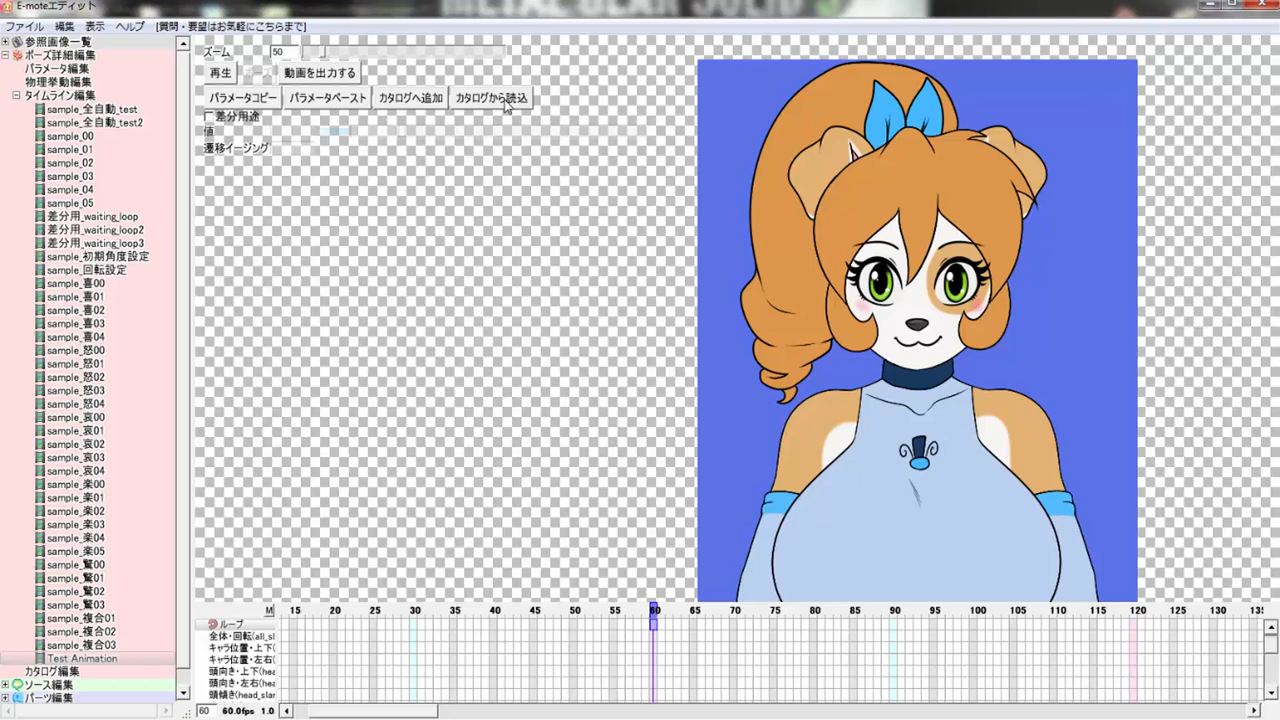 E-moteエディット
ファイル 編集 表示 ヘルプ [質問・要望はお気軽にこちらまで]
参照画像一覧
ポーズ詳細編集
パラメータ編集
物理挙動編集
タイムライン編集
sample_全自動_test
sample_全自動_test2
sample_00
sample_01
sample_02
sample_03
sample_04
sample_05
差分用_waiting_loop
差分用_waiting_loop2
差分用_waiting_loop3
sample_初期角度設定
sample_回転設定
sample_喜00
sample_喜01
sample_喜02
sample_喜03
sample_喜04
sample_怒00
sample_怒01
sample_怒02
sample_怒03
sample_怒04
sample_哀00
sample_哀01
sample_哀02
sample_哀03
sample_哀04
sample_楽00
sample_楽01
sample_楽02
sample_楽03
sample_楽04
sample_楽05
sample_驚00
sample_驚01
sample_驚02
sample_驚03
sample_複合01
sample_複合02
sample_複合03
Test Animation
カタログ編集
ソース編集
パーツ編集
ズーム 50
再生 ポーズ 動画を出力する
パラメータコピー パラメータペースト カタログへ追加 カタログから読込
差分用途
値
遷移イージング
M 15 20 25 30 35 40 45 50 55 60 65 70 75 80 85 90 95 100 105 110 115 120 125 130
ループ
全体・回転(all_sl
キャラ位置・上下
キャラ位置・左右
頭向き・上下(hea
頭向き・左右(hea
頭傾き(head_slan
60 60.0fps 1.0